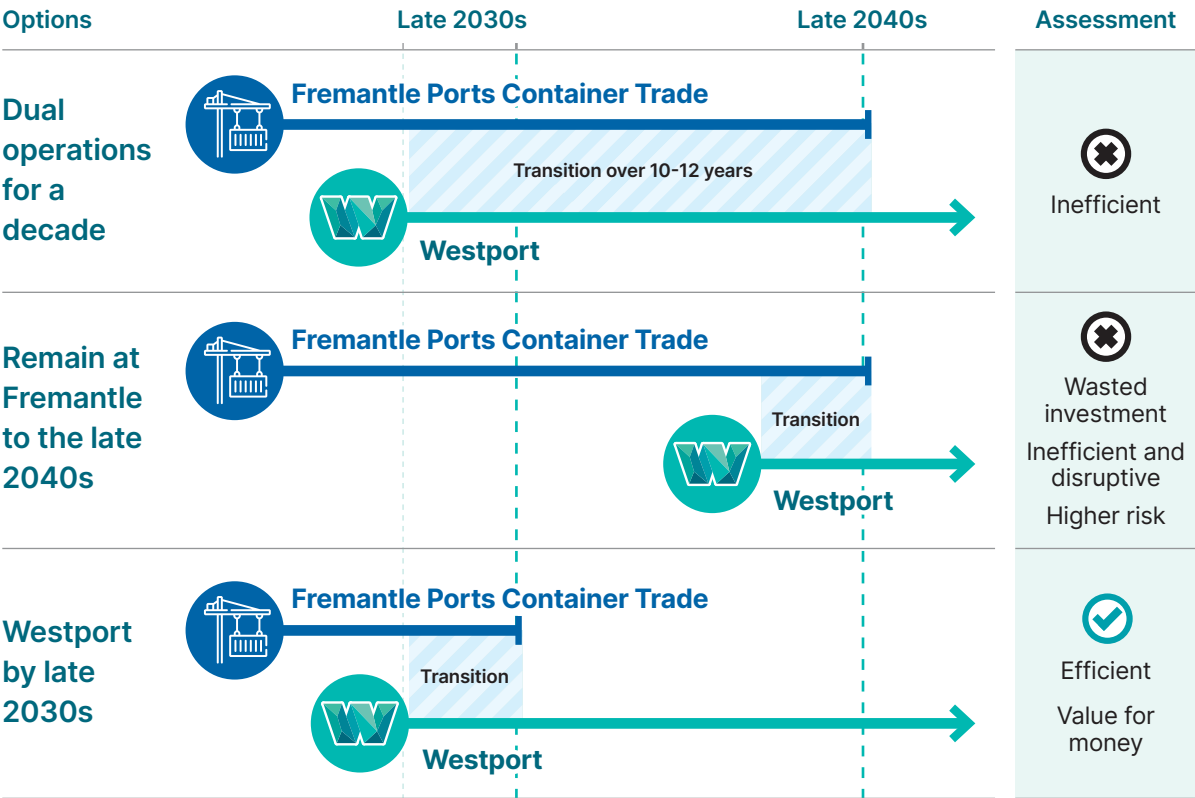 Options
Late 2030s
Late 2040s
Assessment
Dual
operations
for a
decade
Fremantle Ports Container Trade
Transition over 10-12 years
Westport
Inefficient
Remain at
Fremantle
to the late
2040s
Fremantle Ports Container Trade
Transition
Westport
Wasted
investment
Inefficient and
disruptive
Higher risk
Westport
by late
2030s
Fremantle Ports Container Trade
Transition
Westport
Efficient
Value for
money